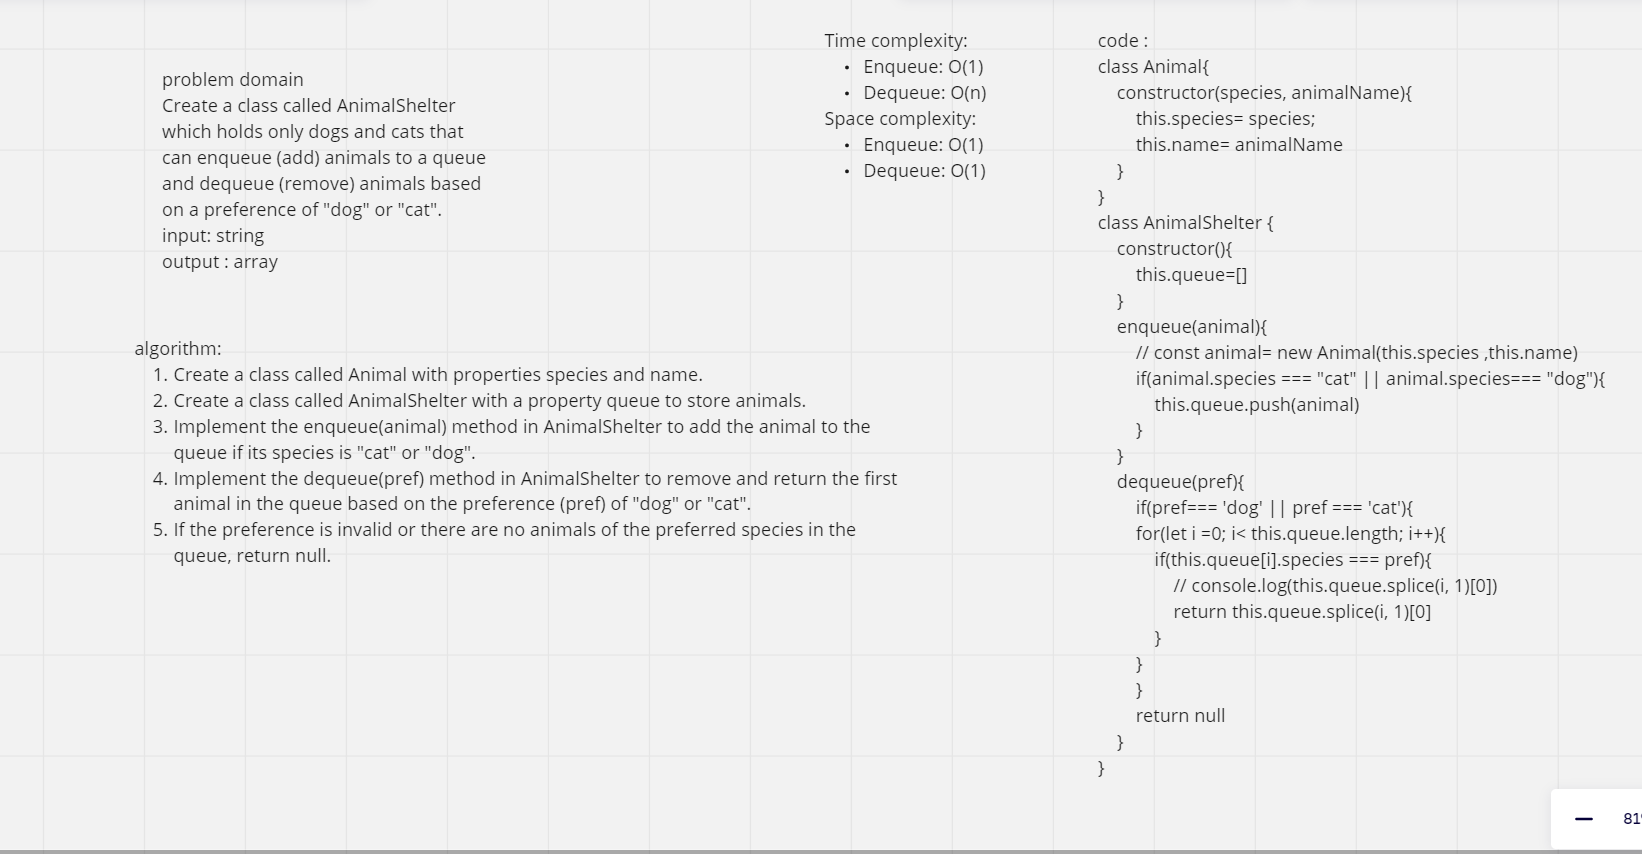 problem domain
Create a class called AnimalShelter
which holds only dogs and cats that
can enqueue (add) animals to a queue
and dequeue (remove) animals based
on a preference of "dog" or "cat".
input: string
output : array
algorithm:
1. Create a class called Animal with properties species and name.
2. Create a class called AnimalShelter with a property queue to store animals.
3. Implement the enqueue(animal) method in AnimalShelter to add the animal to the
queue if its species is "cat" or "dog".
4. Implement the dequeue(pref) method in AnimalShelter to remove and return the first
animal in the queue based on the preference (pref) of "dog" or "cat".
5. If the preference is invalid or there are no animals of the preferred species in the
queue, return null.
Time complexity:
• Enqueue: O(1)
• Dequeue: O(n)
Space complexity:
• Enqueue: O(1)
• Dequeue: O(1)
code :
class Animal{
constructor(species, animalName){
this.species= species;
this.name= animalName
}
}
class AnimalShelter {
constructor(){
this.queue=[]
}
enqueue(animal){
// const animal= new Animal(this.species ,this.name)
if(animal.species === "cat" || animal.species=== "dog"){
this.queue.push(animal)
}
}
dequeue(pref){
if(pref=== 'dog' || pref === 'cat'){
for(let i =0; i< this.queue.length; i++){
if(this.queue[i].species === pref){
// console.log(this.queue.splice(i, 1)[0])
return this.queue.splice(i, 1)[0]
}
}
}
return null
}
}